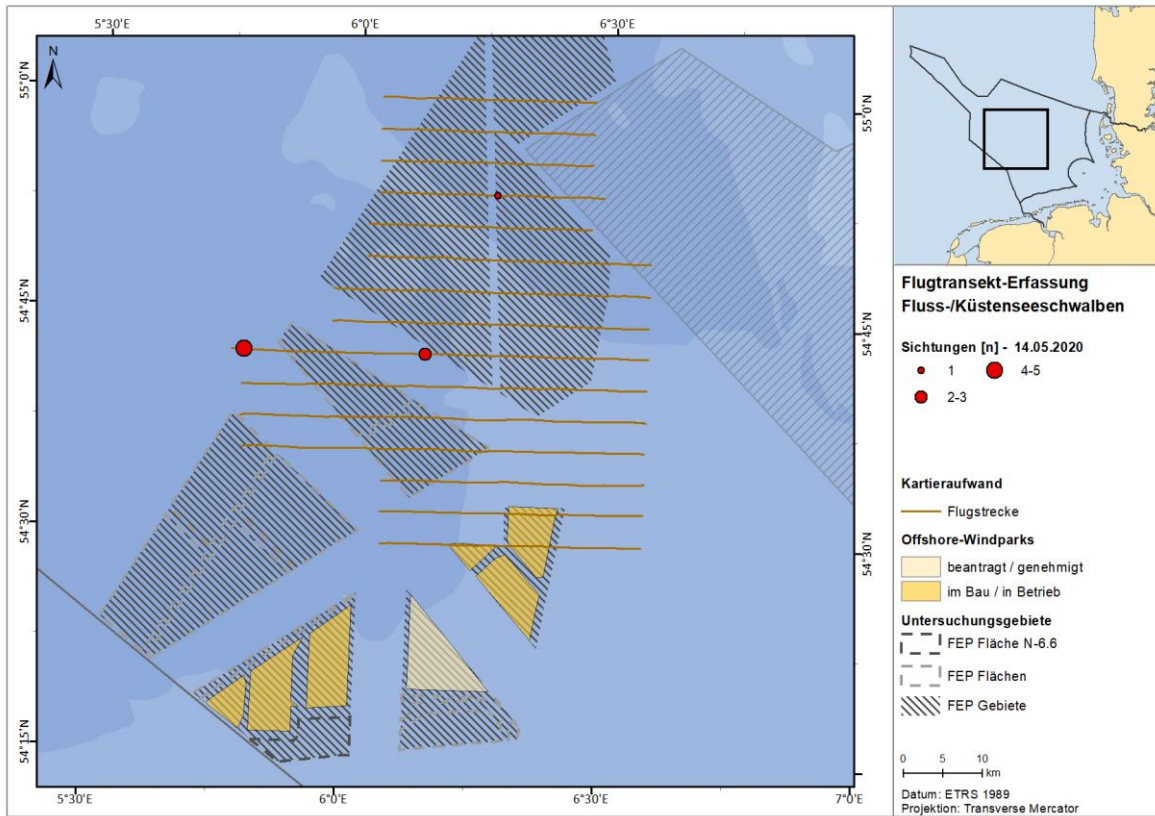 5°30'E
6°0'E
6°30'E
N
55°0'N
55°0'N
54°45'N
54°45'N
54°30'N
54°30'N
54°15'N
5°30'E
6°0'E
6°30'E
7°0'E
Flugtransekt-Erfassung
Fluss-/Küstenseeschwalben
Sichtungen [n] - 14.05.2020
1
4-5
2-3
Kartieraufwand
Flugstrecke
Offshore-Windparks
beantragt / genehmigt
im Bau / in Betrieb
Untersuchungsgebiete
FEP Fläche N-6.6
FEP Flächen
FEP Gebiete
0 5 10
km
Datum: ETRS 1989
Projektion: Transverse Mercator